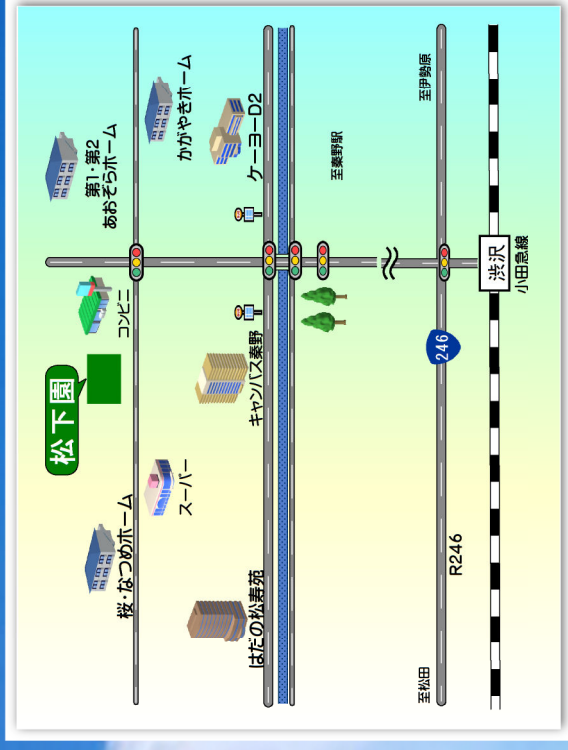 松下園
第1・第2
あおぞらホーム
桜・なつめホーム
コンビニ
スーパー
かがやきホーム
はだの松寿苑
キャンバス秦野
ケーヨーD2
至秦野駅
至松田
246
至伊勢原
R246
渋沢
小田急線